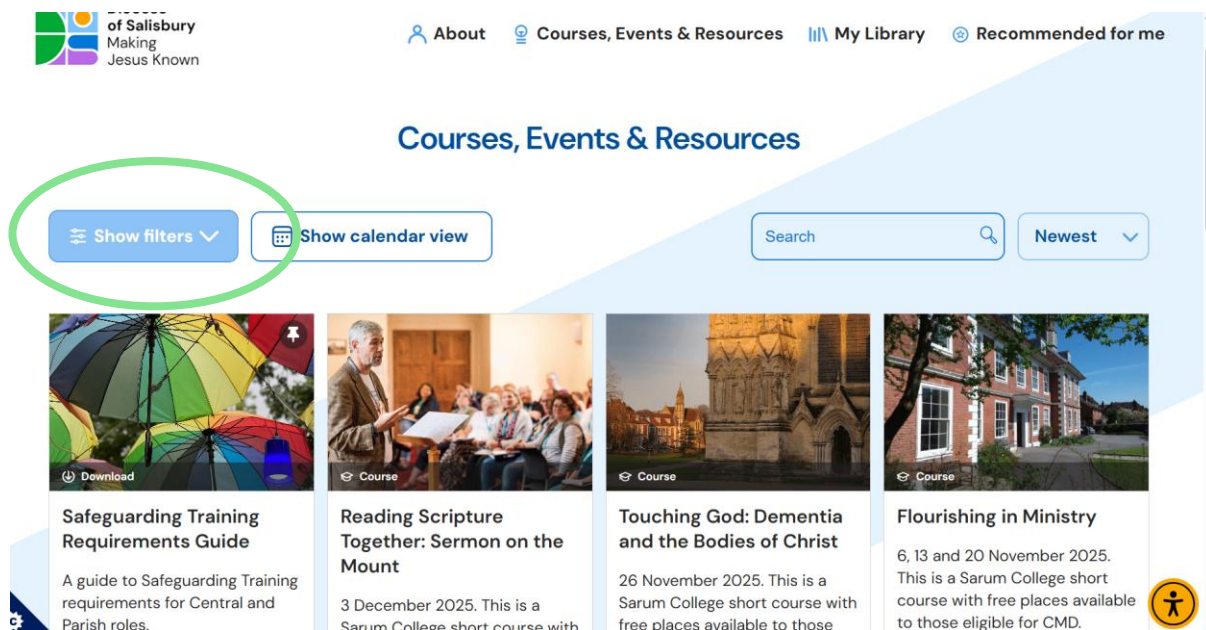 of Salisbury
Making
Jesus Known
About
Courses, Events & Resources
My Library
Recommended for me
Courses, Events & Resources
Show filters
Show calendar view
Search
Newest
Download
Course
Course
Course
Safeguarding Training
Requirements Guide
A guide to Safeguarding Training
requirements for Central and
Parish roles.
Reading Scripture
Together: Sermon on the
Mount
3 December 2025. This is a
Sarum College short course with
Touching God: Dementia
and the Bodies of Christ
26 November 2025. This is a
Sarum College short course with
free places available to those
Flourishing in Ministry
6, 13 and 20 November 2025.
This is a Sarum College short
course with free places available
to those eligible for CMD.